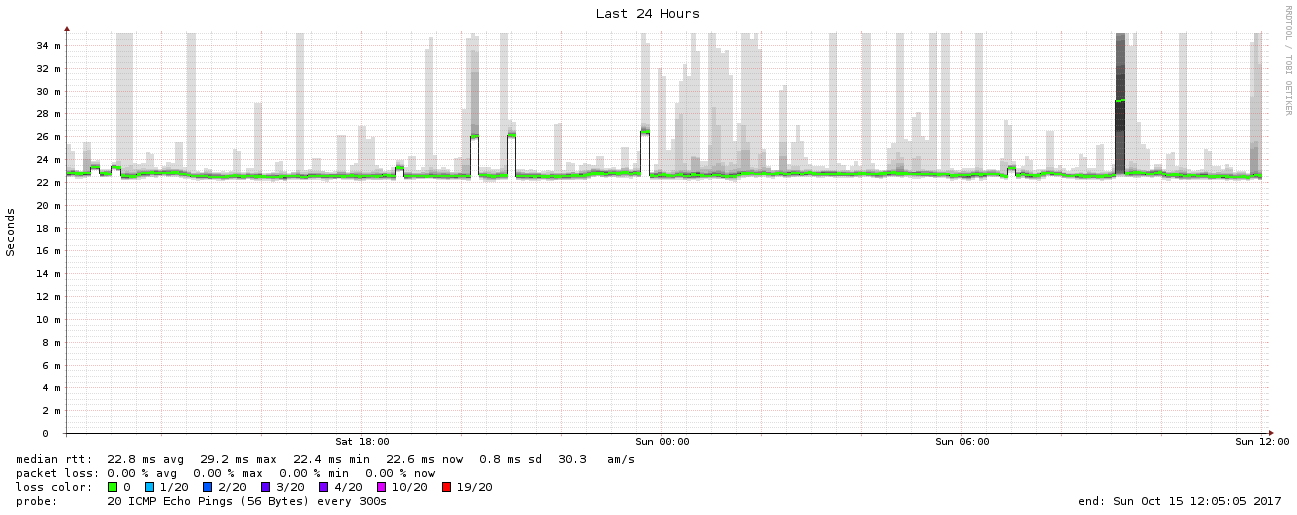 Last 24 Hours
RRDTOOL / TOBI OETIKER
34 m
32 m
30 m
28 m
26 m
24 m
22 m
20 m
18 m
16 m
14 m
12 m
10 m
8 m
6 m
4 m
2 m
0
Seconds
Sat 18:00 Sun 00:00 Sun 06:00 Sun 12:00
median rtt: 22.8 ms avg 29.2 ms max 22.4 ms min 22.6 ms now 0.8 ms sd 30.3 am/s
packet loss: 0.00 % avg 0.00 % max 0.00 % min 0.00 % now
loss color: 0 1/20 2/20 3/20 4/20 10/20 19/20
probe: 20 ICMP Echo Pings (56 Bytes) every 300s end: Sun Oct 15 12:05:05 2017